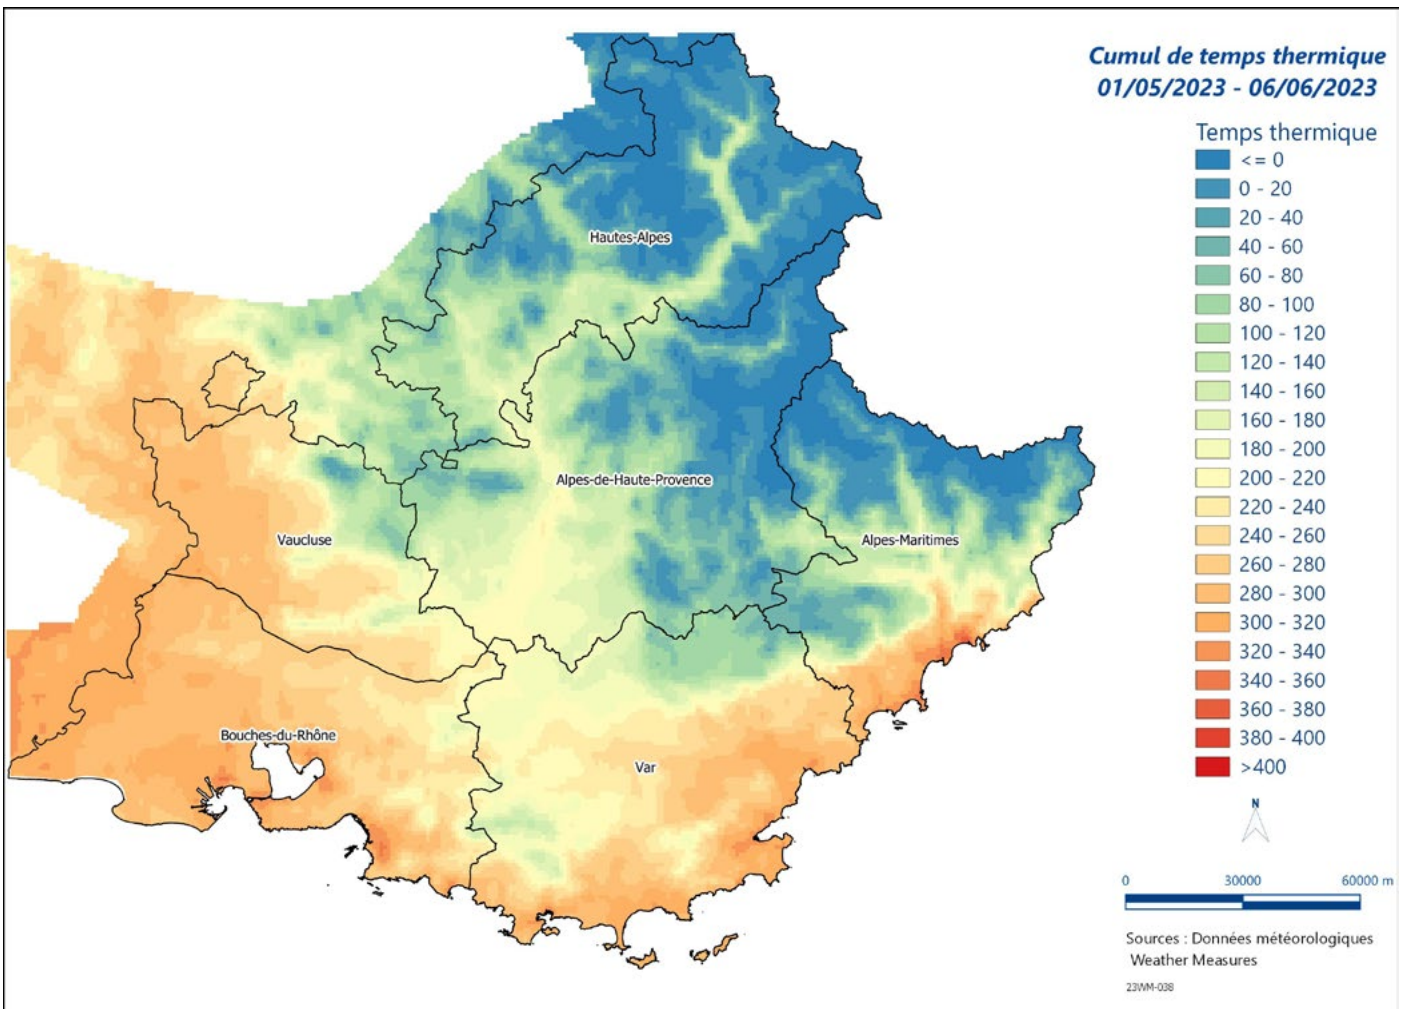 Cumul de temps thermique
01/05/2023 - 06/06/2023
Temps thermique
<= 0
0 - 20
20 - 40
40 - 60
60 - 80
80 - 100
100 - 120
120 - 140
140 - 160
160 - 180
180 - 200
200 - 220
220 - 240
240 - 260
260 - 280
280 - 300
300 - 320
320 - 340
340 - 360
360 - 380
380 - 400
>400
Hautes-Alpes
Alpes-de-Haute-Provence
Vaucluse
Alpes-Maritimes
Bouches-du-Rhône
Var
N
0 30000 60000 m
Sources : Données météorologiques
Weather Measures
23WM-038